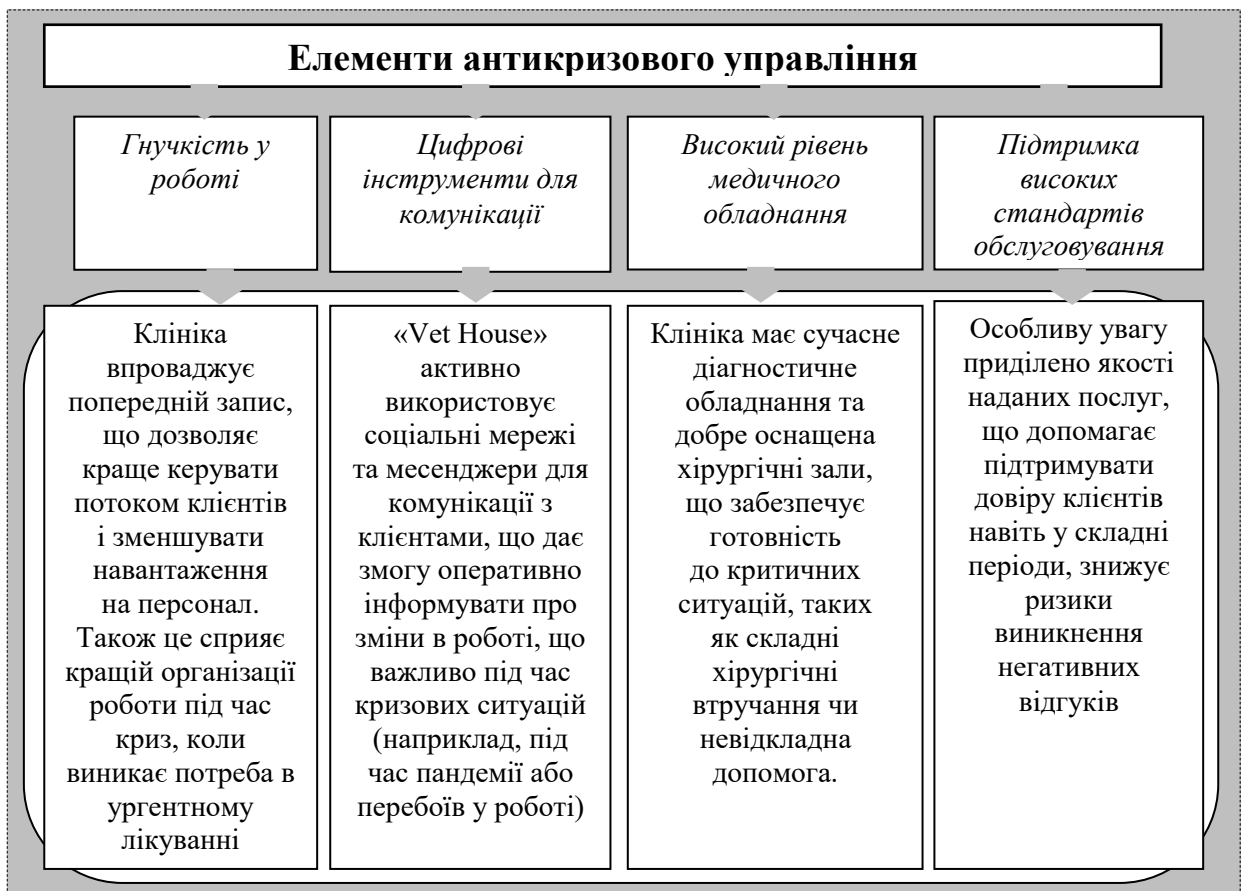 Елементи антикризового управління
Гнучкість у
роботі
Цифрові
інструменти для
комунікації
Високий рівень
медичного
обладнання
Підтримка
високих
стандартів
обслуговування
Клініка
впроваджує
попередній запис,
що дозволяє
краще керувати
потоком клієнтів
і зменшувати
навантаження
на персонал.
Також це сприяє
кращій організації
роботи під час
криз, коли
виникає потреба в
ургентному
лікуванні
«Vet House»
активно
використовує
соціальні мережі
та месенджери для
комунікації з
клієнтами, що дає
змогу оперативно
інформувати про
зміни в роботі, що
важливо під час
кризових ситуацій
(наприклад, під
час пандемії або
перебоїв у роботі)
Клініка має сучасне
діагностичне
обладнання та
добре оснащена
хірургічні зали,
що забезпечує
готовність
до критичних
ситуацій, таких
як складні
хірургічні
втручання чи
невідкладна
допомога.
Особливу увагу
приділено якості
наданих послуг,
що допомагає
підтримувати
довіру клієнтів
навіть у складні
періоди, знижує
ризики
виникнення
негативних
відгуків